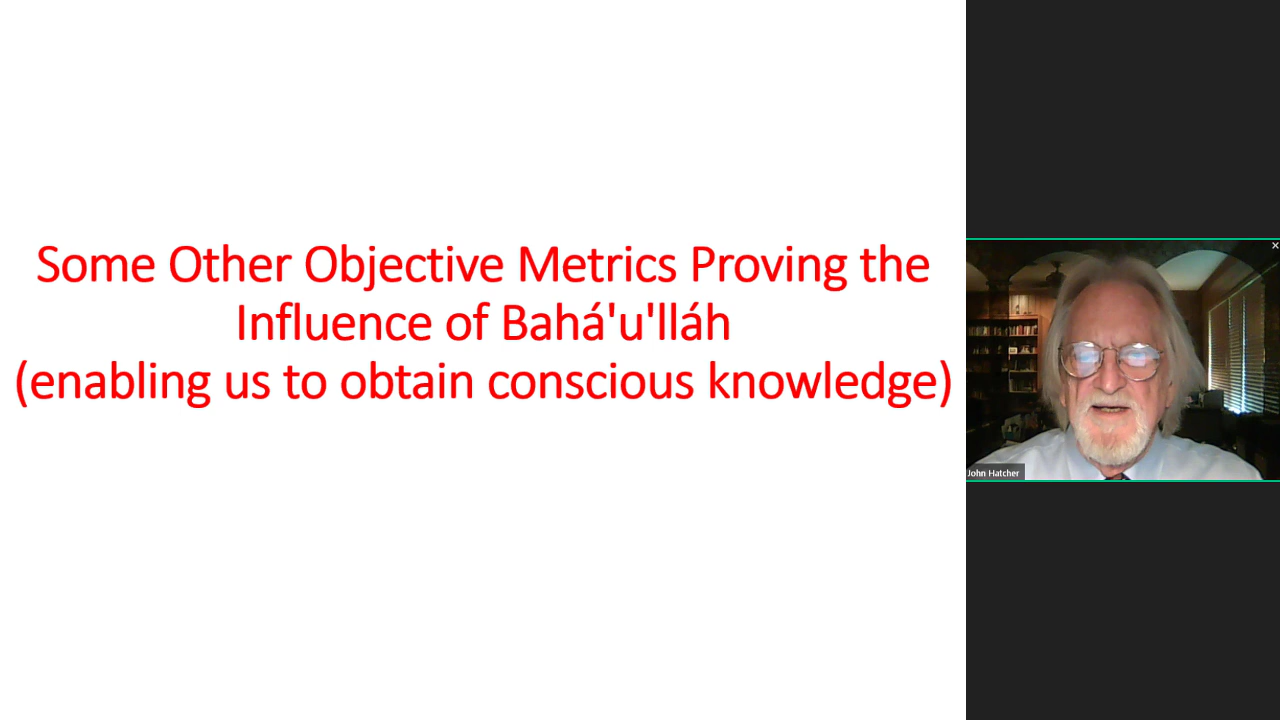 Some Other Objective Metrics Proving the
Influence of Bahá'u'lláh
(enabling us to obtain conscious knowledge)
John Hatcher